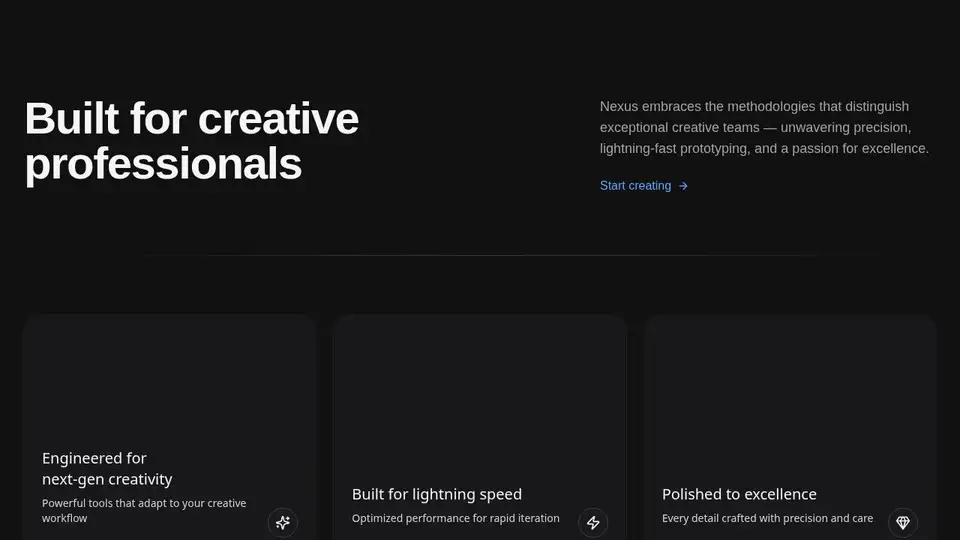 Built for creative
professionals
Nexus embraces the methodologies that distinguish
exceptional creative teams — unwavering precision,
lightning-fast prototyping, and a passion for excellence.
Start creating
Engineered for
next-gen creativity
Powerful tools that adapt to your creative
workflow
Built for lightning speed
Optimized performance for rapid iteration
Polished to excellence
Every detail crafted with precision and care